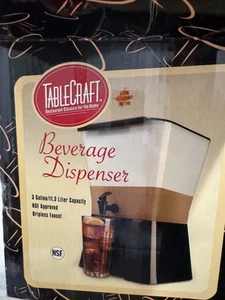 TABLECRAFT
Restaurant Classics for the Home
Beverage
Dispenser
3 Gallon/11.3 Liter Capacity
NSF Approved
Dripless Faucet
NSF